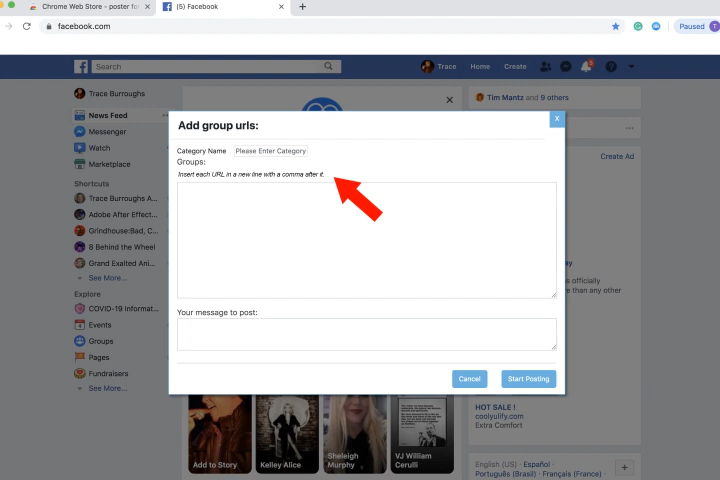 Chrome Web Store - poster for
(5) Facebook
facebook.com
Paused
T
Search
Trace
Home
Create
Trace Burroughs
News Feed
Messenger
Watch
Marketplace
Shortcuts
Trace Burroughs A...
Adobe After Effect...
Grindhouse:Bad, C...
8 Behind the Wheel
Grand Exalted Ani...
See More...
Explore
COVID-19 Informat...
Events
Groups
Pages
Fundraisers
See More...
Add group urls:
X
Category Name
Please Enter Category
Groups:
Insert each URL in a new line with a comma after it.
Your message to post:
Cancel
Start Posting
Tim Mantz and 9 others
Create Ad
s officially
e then any other
HOT SALE !
coolyulify.com
Extra Comfort
Add to Story
Kelley Alice
Sheleigh
Murphy
VJ William
Cerulli
English (US) · Español ·
Português (Brasil) · Français (France) ·